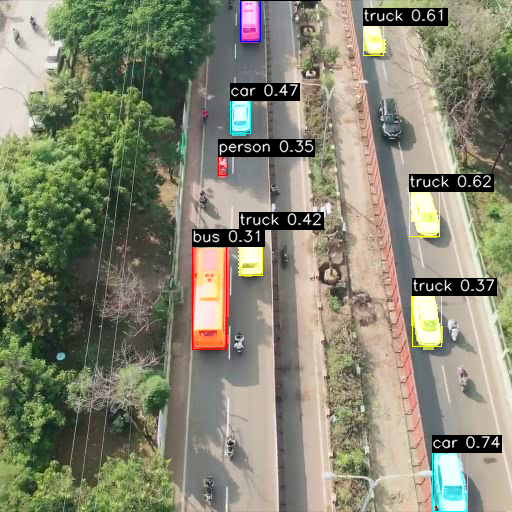 truck 0.61
car 0.47
person 0.35
truck 0.62
truck 0.42
bus 0.31
truck 0.37
car 0.74